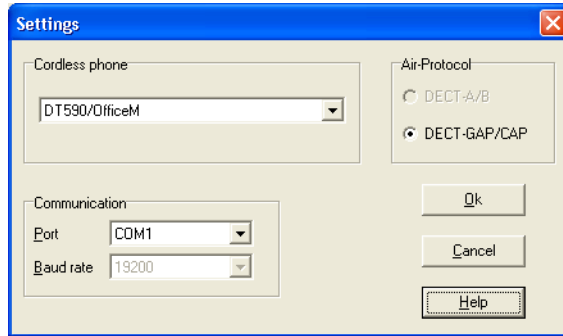 Settings
Cordless phone
DT590/OfficeM
Air-Protocol
DECT-A/B
DECT-GAP/CAP
Communication
Port COM1
Baud rate 19200
Ok
Cancel
Help